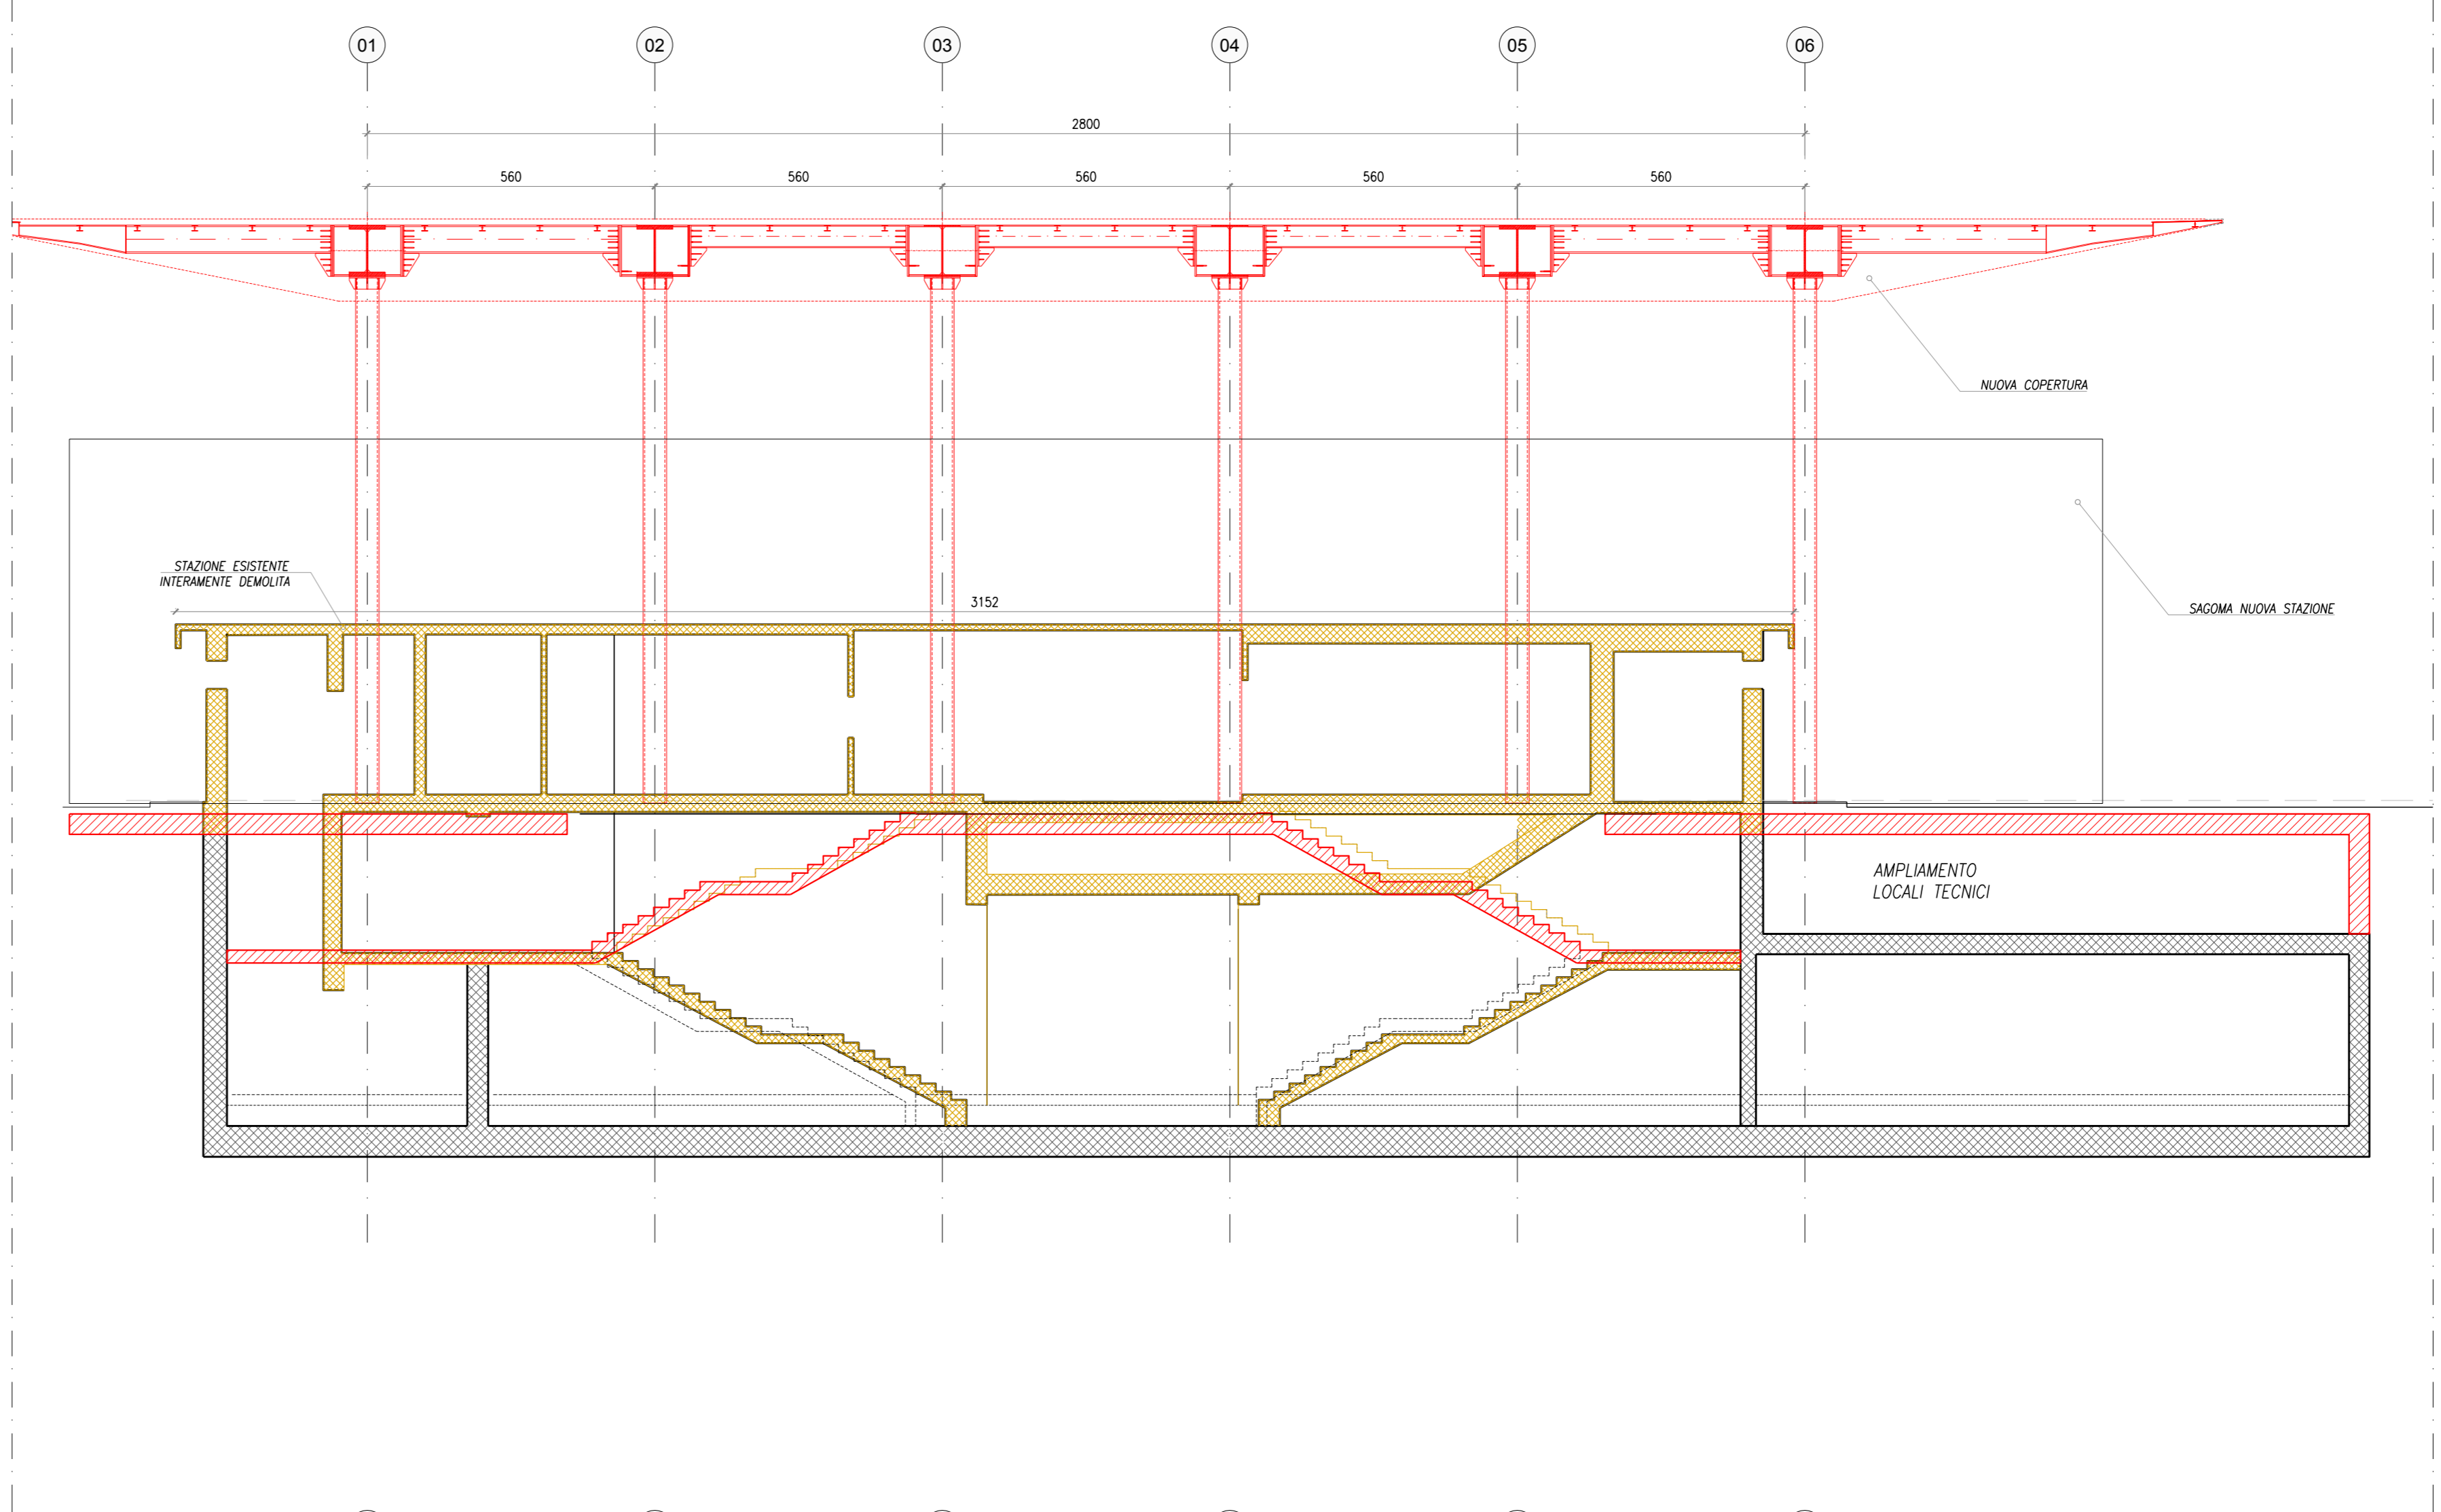 01 02 03 04 05 06
2800
560 560 560 560 560
NUOVA COPERTURA
STAZIONE ESISTENTE
INTERAMENTE DEMOLITA
3152
SAGOMA NUOVA STAZIONE
AMPLIAMENTO
LOCALI TECNICI